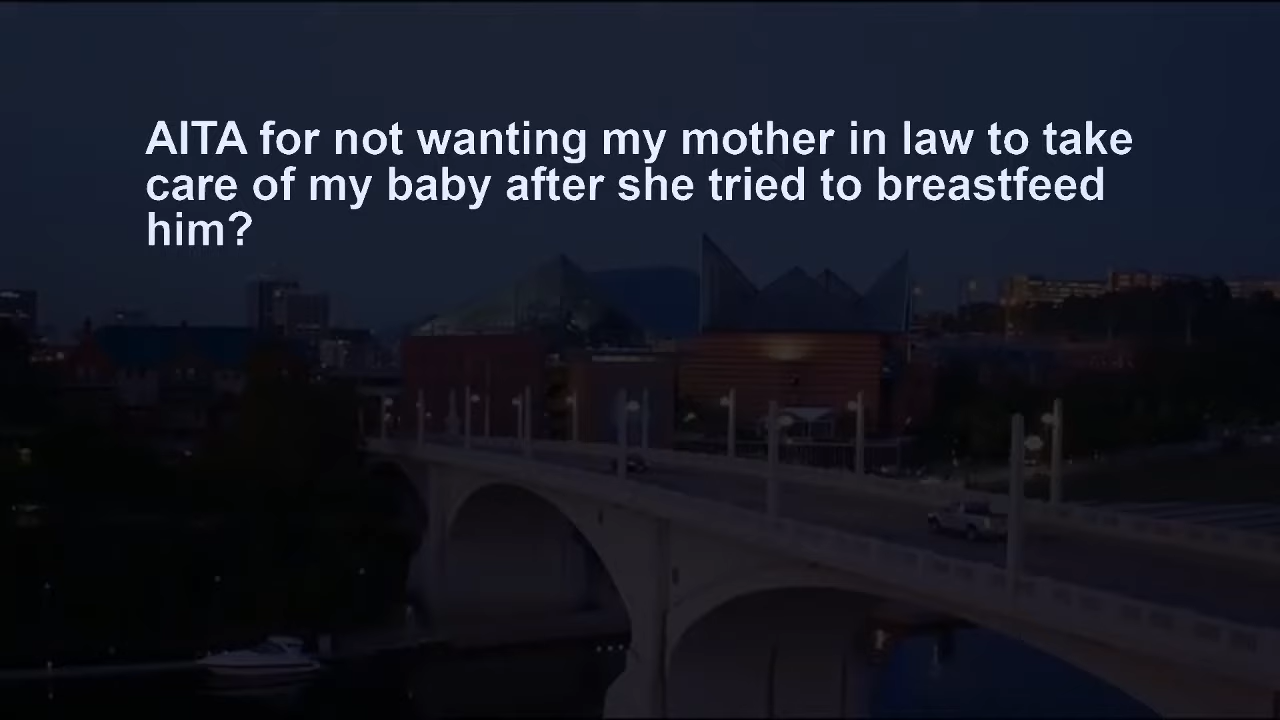 AITA for not wanting my mother in law to take
care of my baby after she tried to breastfeed
him?